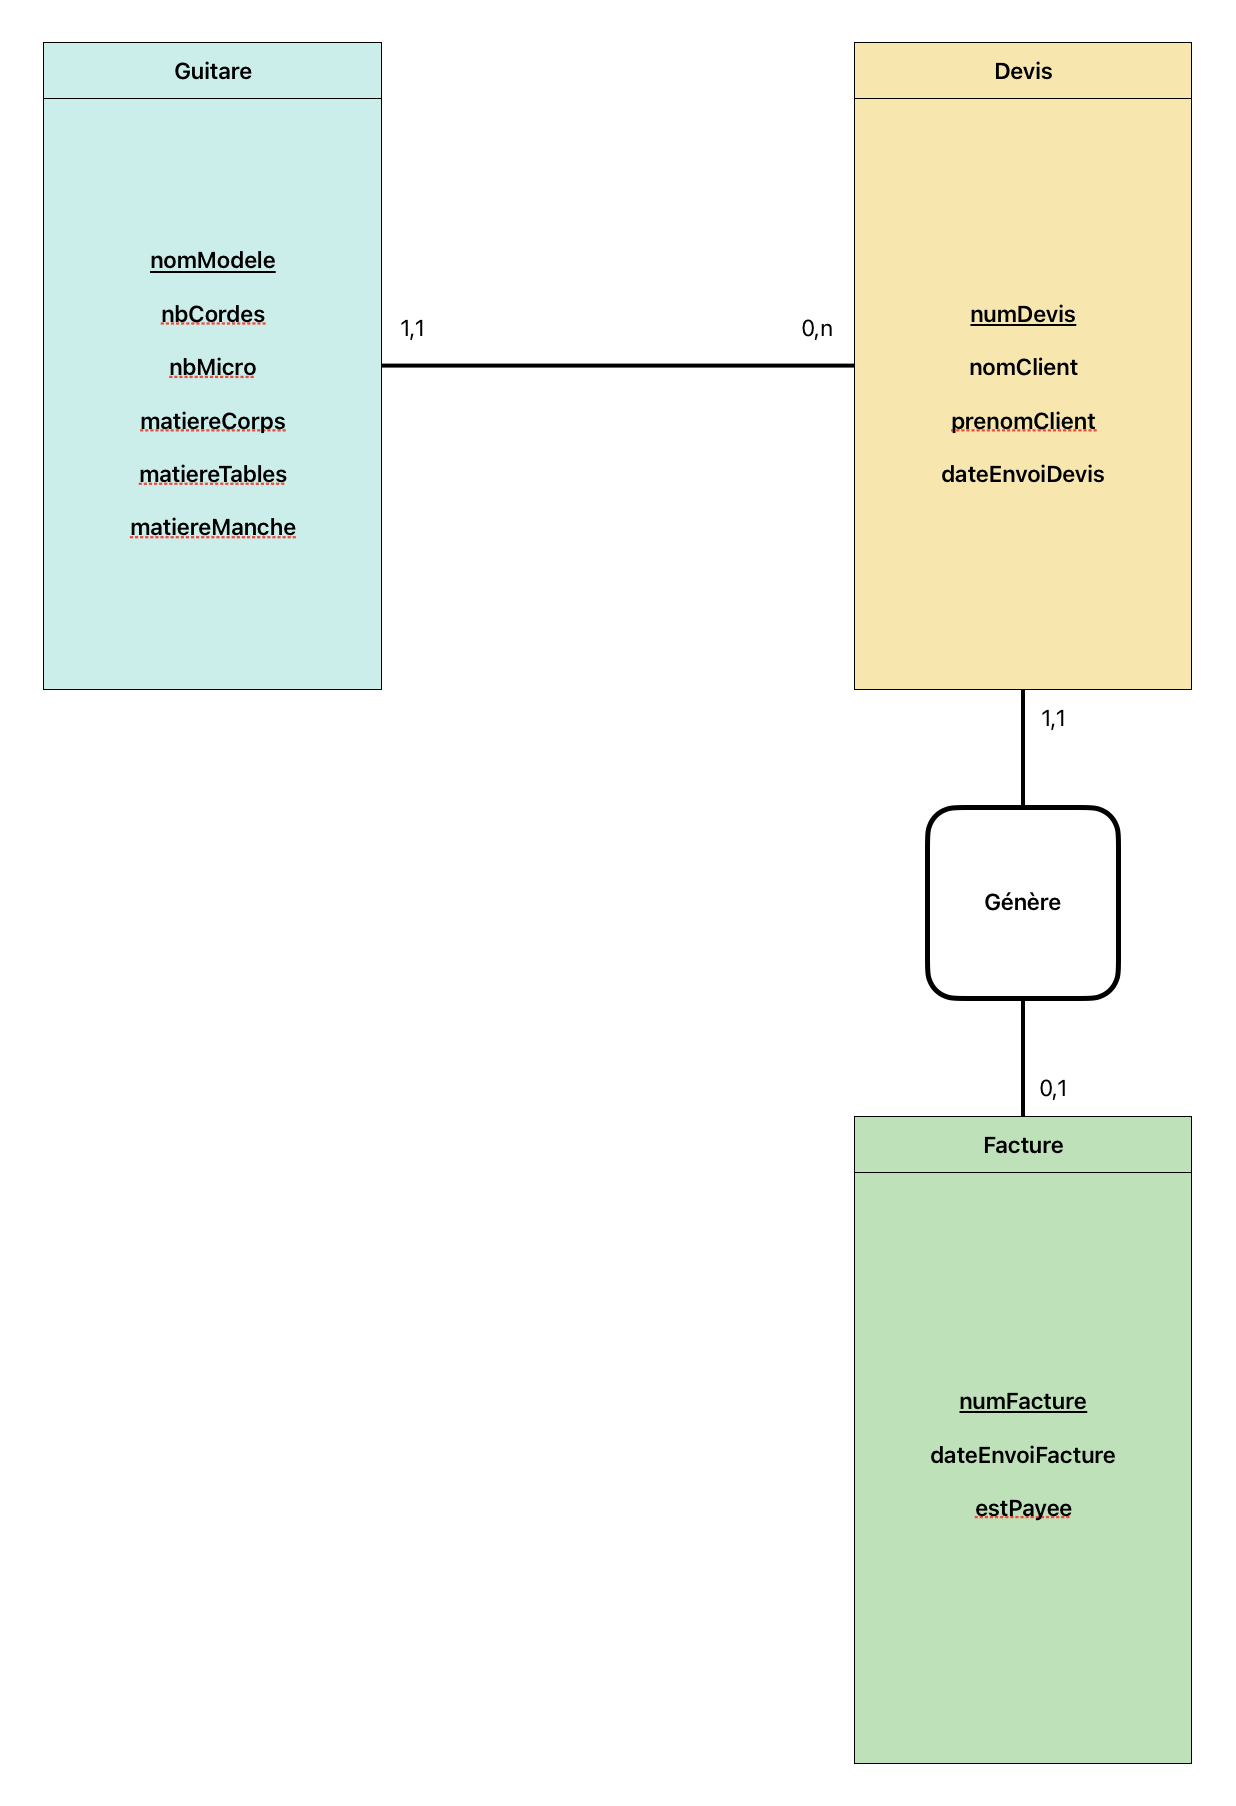 Guitare
nomModele
nbCordes
nbMicro
matiereCorps
matiereTables
matiereManche
1,1
0,n
Devis
numDevis
nomClient
prenomClient
dateEnvoiDevis
1,1
Génère
0,1
Facture
numFacture
dateEnvoiFacture
estPayee